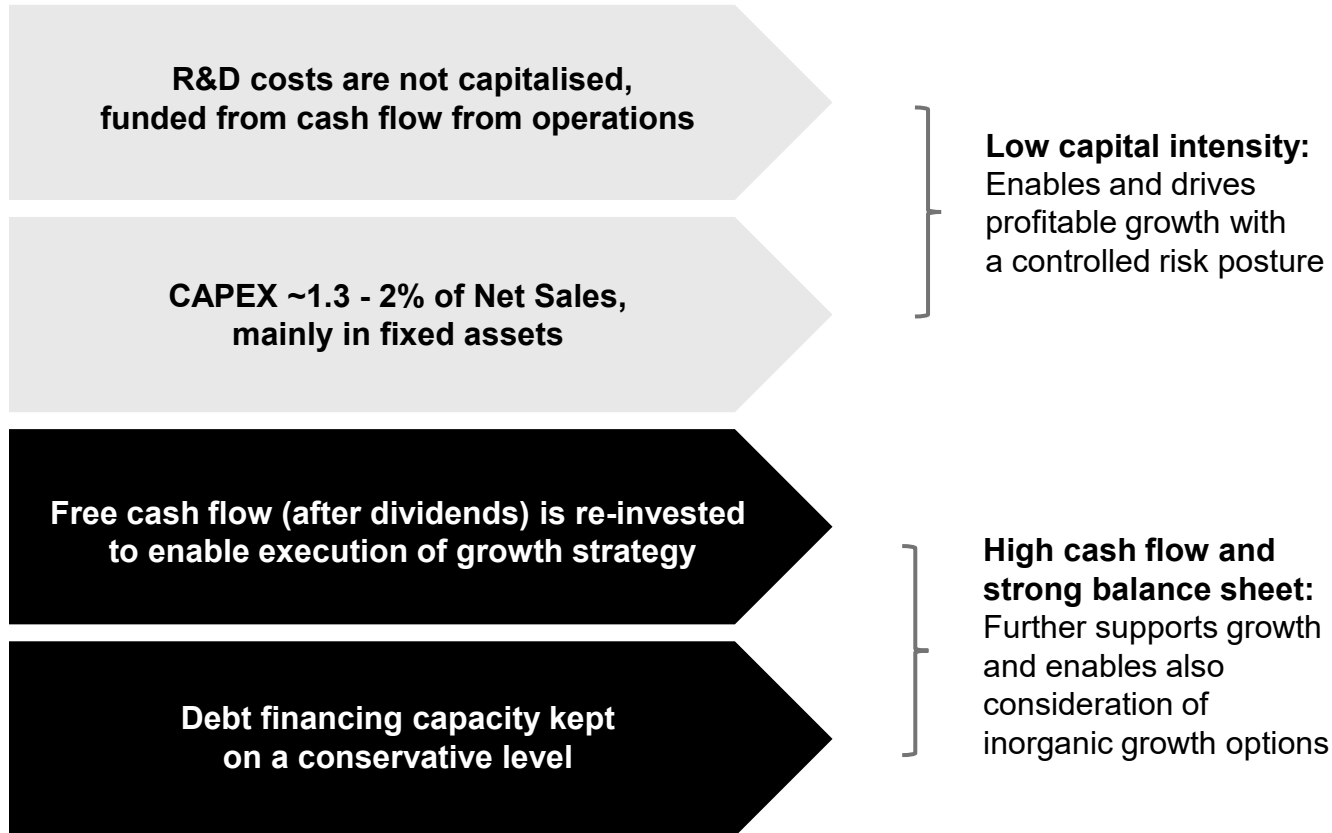 R&D costs are not capitalised,
funded from cash flow from operations
Low capital intensity:
Enables and drives
profitable growth with
a controlled risk posture
CAPEX ~1.3 - 2% of Net Sales,
mainly in fixed assets
Free cash flow (after dividends) is re-invested
to enable execution of growth strategy
High cash flow and
strong balance sheet:
Further supports growth
and enables also
consideration of
inorganic growth options
Debt financing capacity kept
on a conservative level